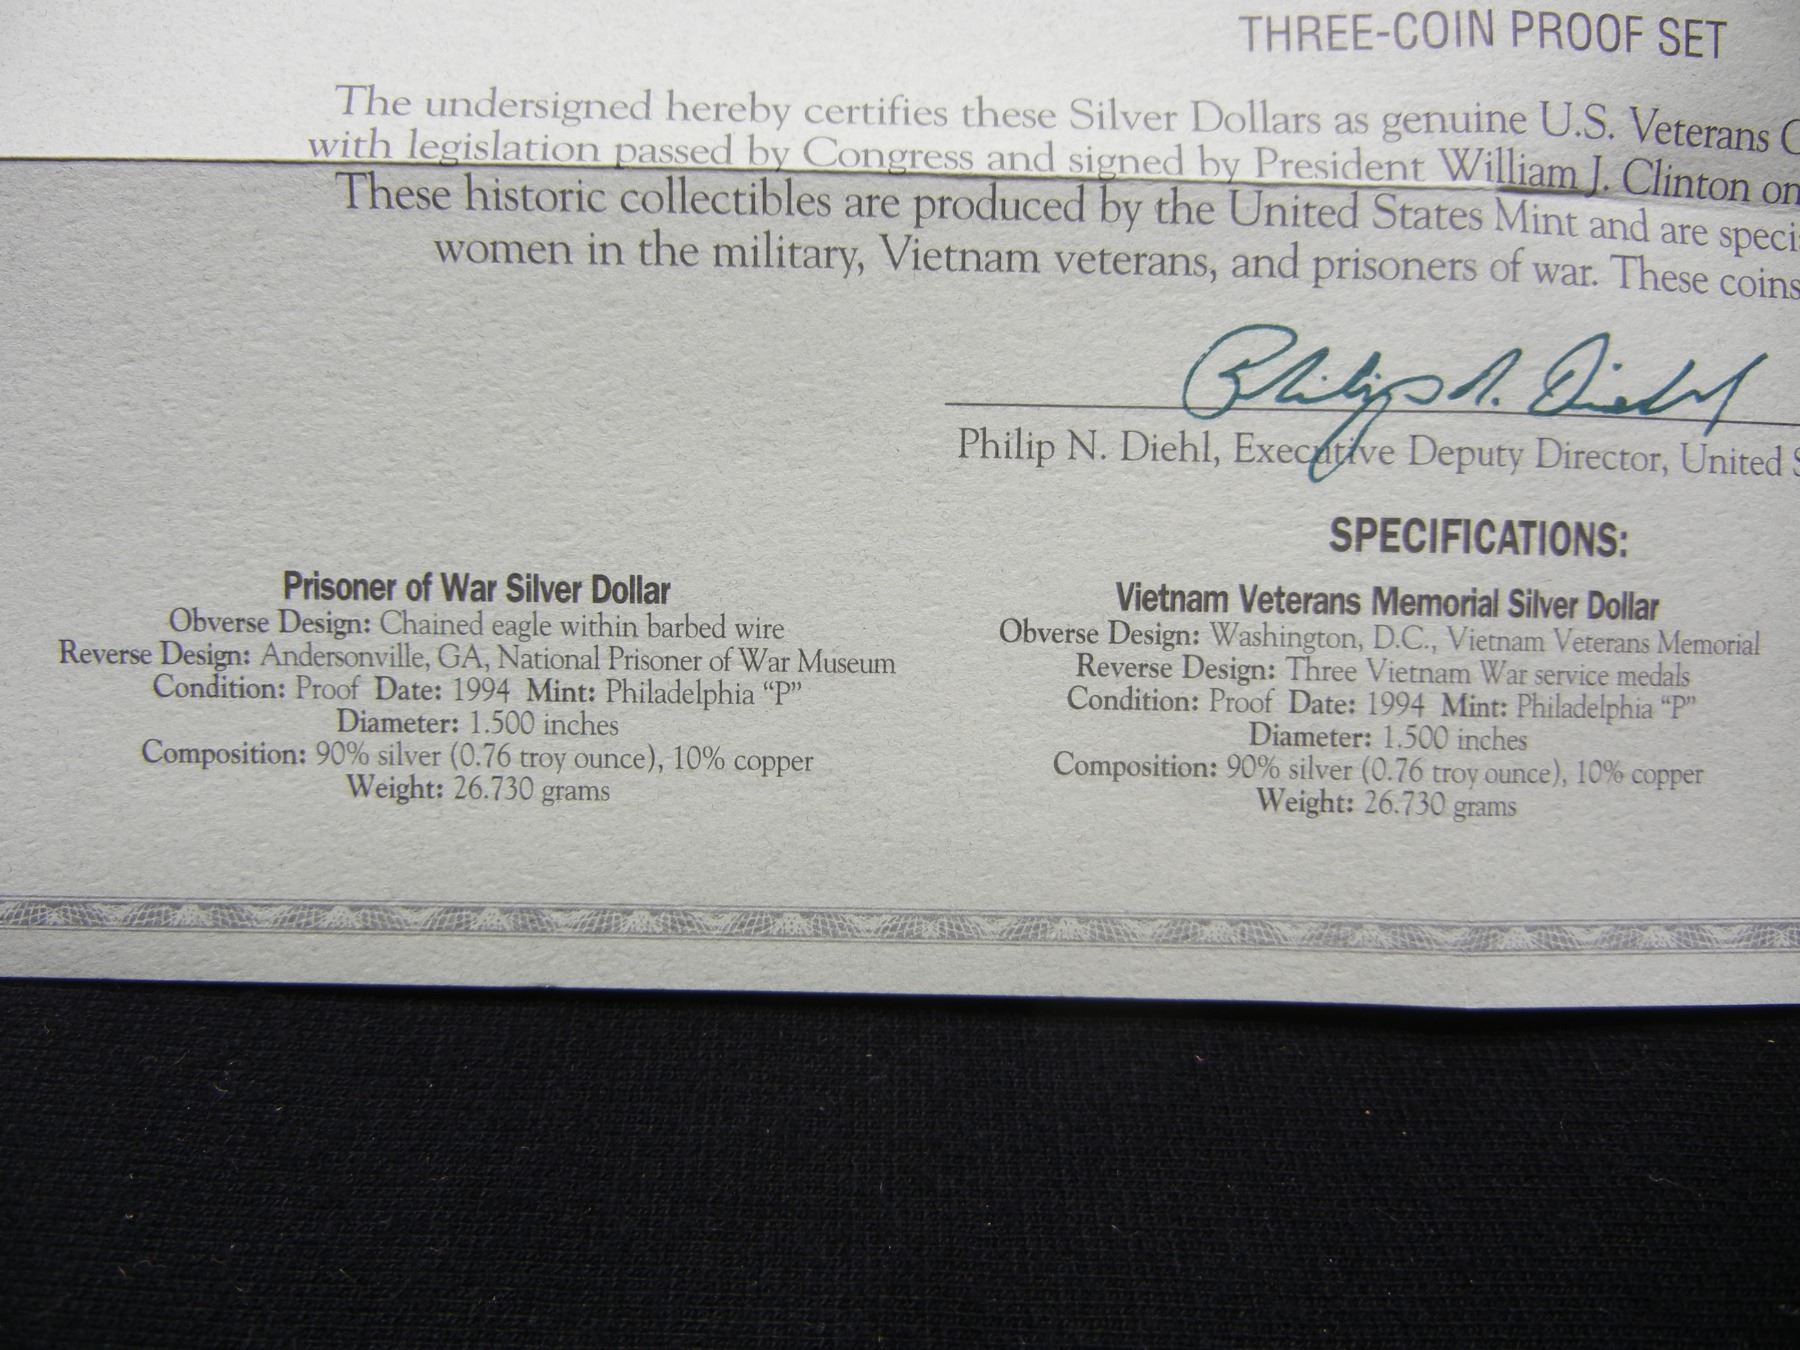 THREE-COIN PROOF SET
The undersigned hereby certifies these Silver Dollars as genuine U.S. Veterans
with legislation passed by Congress and signed by President William J. Clinton on
These historic collectibles are produced by the United States Mint and are speci
women in the military, Vietnam veterans, and prisoners of war. These coins
Philip N. Diehl
Philip N. Diehl, Executive Deputy Director, United S
SPECIFICATIONS:
Prisoner of War Silver Dollar
Obverse Design: Chained eagle within barbed wire
Reverse Design: Andersonville, GA, National Prisoner of War Museum
Condition: Proof Date: 1994 Mint: Philadelphia “P”
Diameter: 1.500 inches
Composition: 90% silver (0.76 troy ounce), 10% copper
Weight: 26.730 grams
Vietnam Veterans Memorial Silver Dollar
Obverse Design: Washington, D.C., Vietnam Veterans Memorial
Reverse Design: Three Vietnam War service medals
Condition: Proof Date: 1994 Mint: Philadelphia “P”
Diameter: 1.500 inches
Composition: 90% silver (0.76 troy ounce), 10% copper
Weight: 26.730 grams